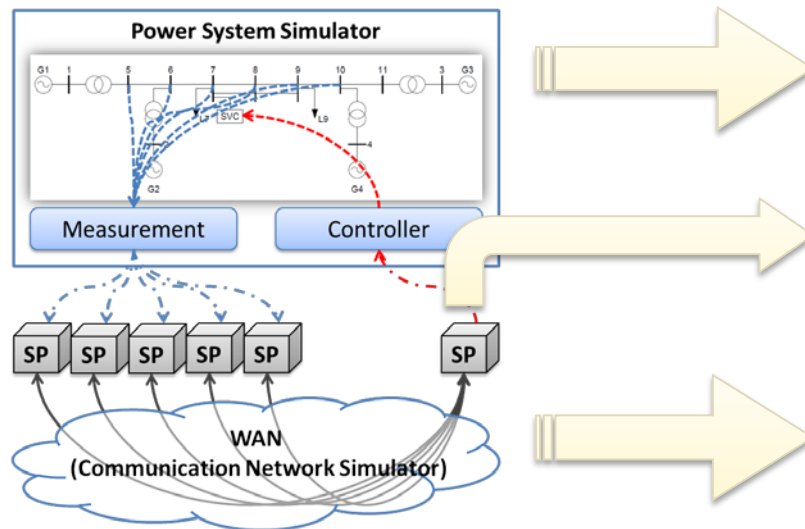 Power System Simulator
G1 1 5 6 7 8 9 10 11 3 G3
L7 SVC L9
4
G2 G4
Measurement Controller
SP SP SP SP SP SP
WAN
(Communication Network Simulator)